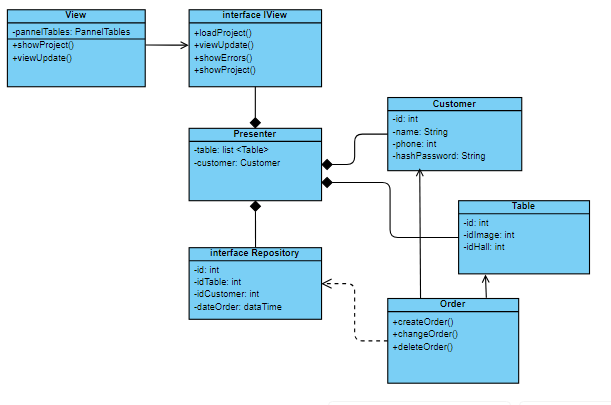 View
-pannelTables: PannelTables
+showProject()
+viewUpdate()
interface IView
+loadProject()
+viewUpdate()
+showErrors()
+showProject()
Presenter
-table: list <Table>
-customer: Customer
Customer
-id: int
-name: String
-phone: int
-hashPassword: String
Table
-id: int
-idImage: int
-idHall: int
interface Repository
-id: int
-idTable: int
-idCustomer: int
-dateOrder: dataTime
Order
+createOrder()
+changeOrder()
+deleteOrder()